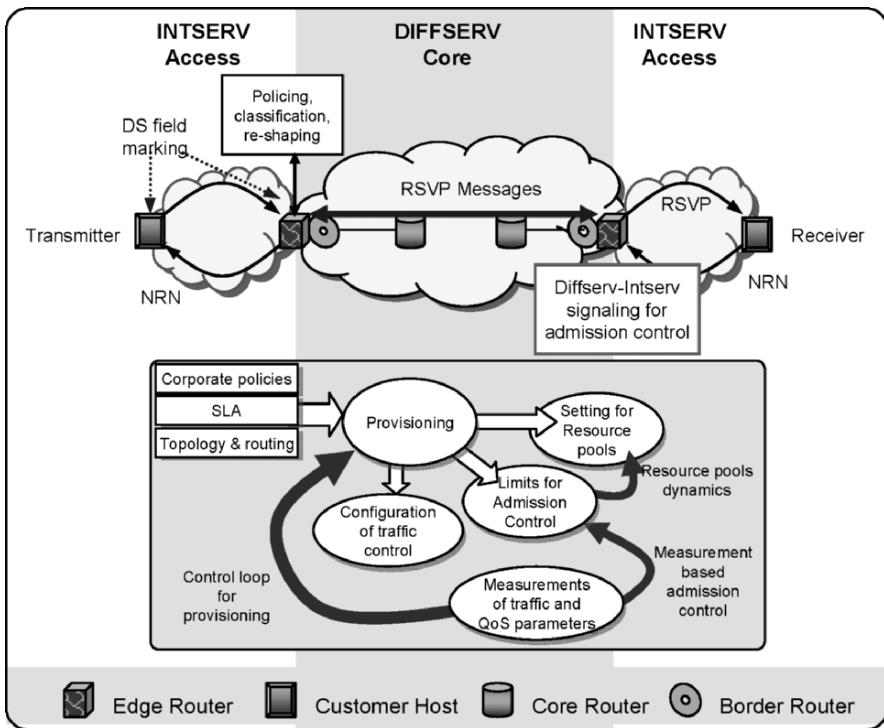 INTSERV
Access
DIFFSERV
Core
INTSERV
Access
Policing,
classification,
re-shaping
DS field
marking
RSVP Messages
RSVP
Transmitter
Receiver
NRN
NRN
Diffserv-Intserv
signaling for
admission control
Corporate policies
SLA
Topology & routing
Provisioning
Setting for
Resource
pools
Resource pools
dynamics
Limits for
Admission
Control
Configuration
of traffic
control
Measurement
based
admission
control
Control loop
for
provisioning
Measurements
of traffic and
QoS parameters
Edge Router
Customer Host
Core Router
Border Router